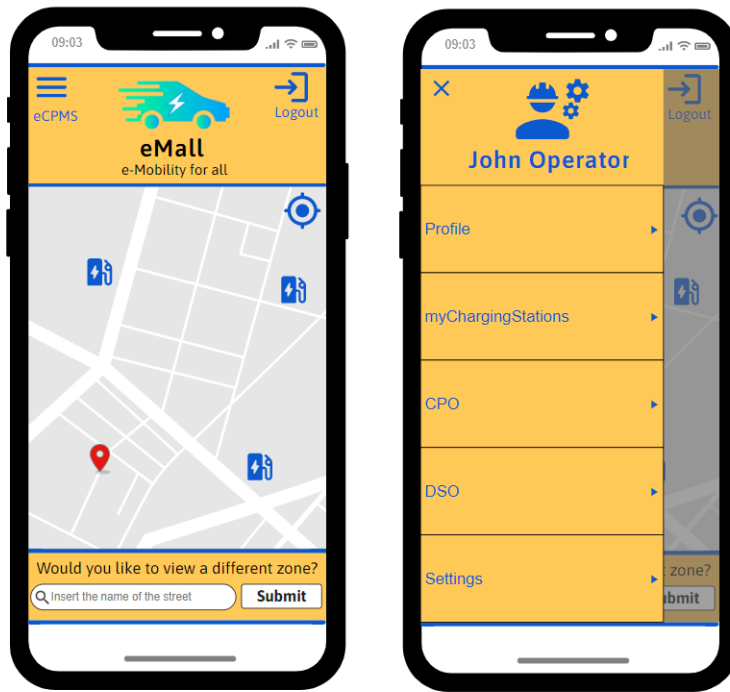 09:03
eCPMS
Logout
eMall
e-Mobility for all
Would you like to view a different zone?
Insert the name of the street
Submit
09:03
Logout
John Operator
Profile
myChargingStations
CPO
DSO
Settings
zone?
bmit